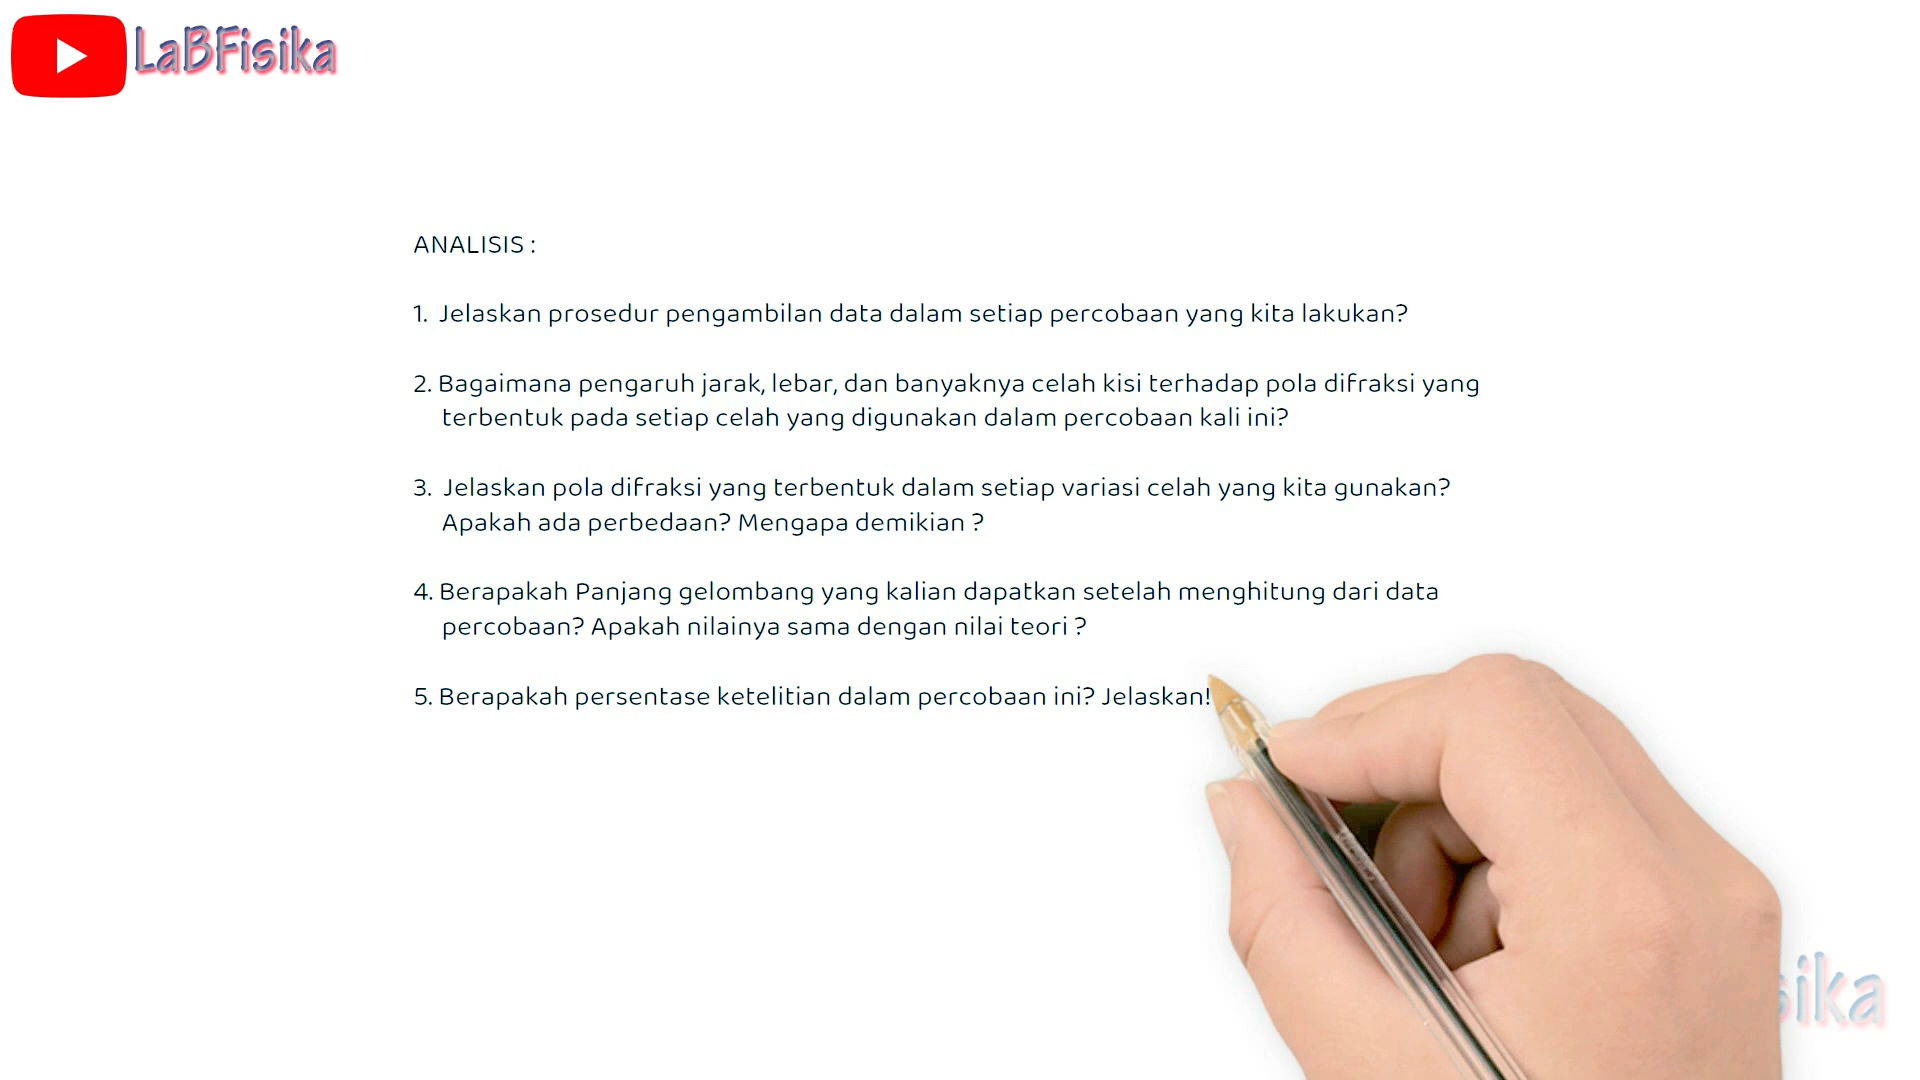 LaBFisika
ANALISIS :
1. Jelaskan prosedur pengambilan data dalam setiap percobaan yang kita lakukan?
2. Bagaimana pengaruh jarak, lebar, dan banyaknya celah kisi terhadap pola difraksi yang
terbentuk pada setiap celah yang digunakan dalam percobaan kali ini?
3. Jelaskan pola difraksi yang terbentuk dalam setiap variasi celah yang kita gunakan?
Apakah ada perbedaan? Mengapa demikian ?
4. Berapakah Panjang gelombang yang kalian dapatkan setelah menghitung dari data
percobaan? Apakah nilainya sama dengan nilai teori ?
5. Berapakah persentase ketelitian dalam percobaan ini? Jelaskan!